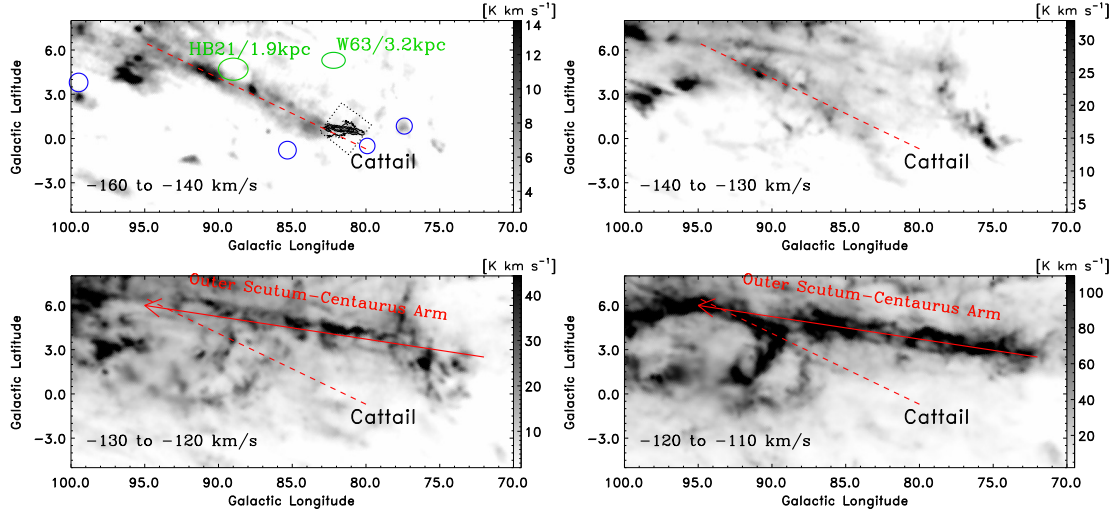 [K km s⁻¹]
HB21/1.9kpc
W63/3.2kpc
Cattail
−160 to −140 km/s
Galactic Latitude
6.0
3.0
0.0
−3.0
100.0 95.0 90.0 85.0 80.0 75.0 70.0
Galactic Longitude
14
12
10
8
6
4
[K km s⁻¹]
Cattail
−140 to −130 km/s
Galactic Latitude
6.0
3.0
0.0
−3.0
100.0 95.0 90.0 85.0 80.0 75.0 70.0
Galactic Longitude
30
25
20
15
10
5
[K km s⁻¹]
Outer Scutum−Centaurus Arm
Cattail
−130 to −120 km/s
Galactic Latitude
6.0
3.0
0.0
−3.0
100.0 95.0 90.0 85.0 80.0 75.0 70.0
Galactic Longitude
40
30
20
10
[K km s⁻¹]
Outer Scutum−Centaurus Arm
Cattail
−120 to −110 km/s
Galactic Latitude
6.0
3.0
0.0
−3.0
100.0 95.0 90.0 85.0 80.0 75.0 70.0
Galactic Longitude
100
80
60
40
20